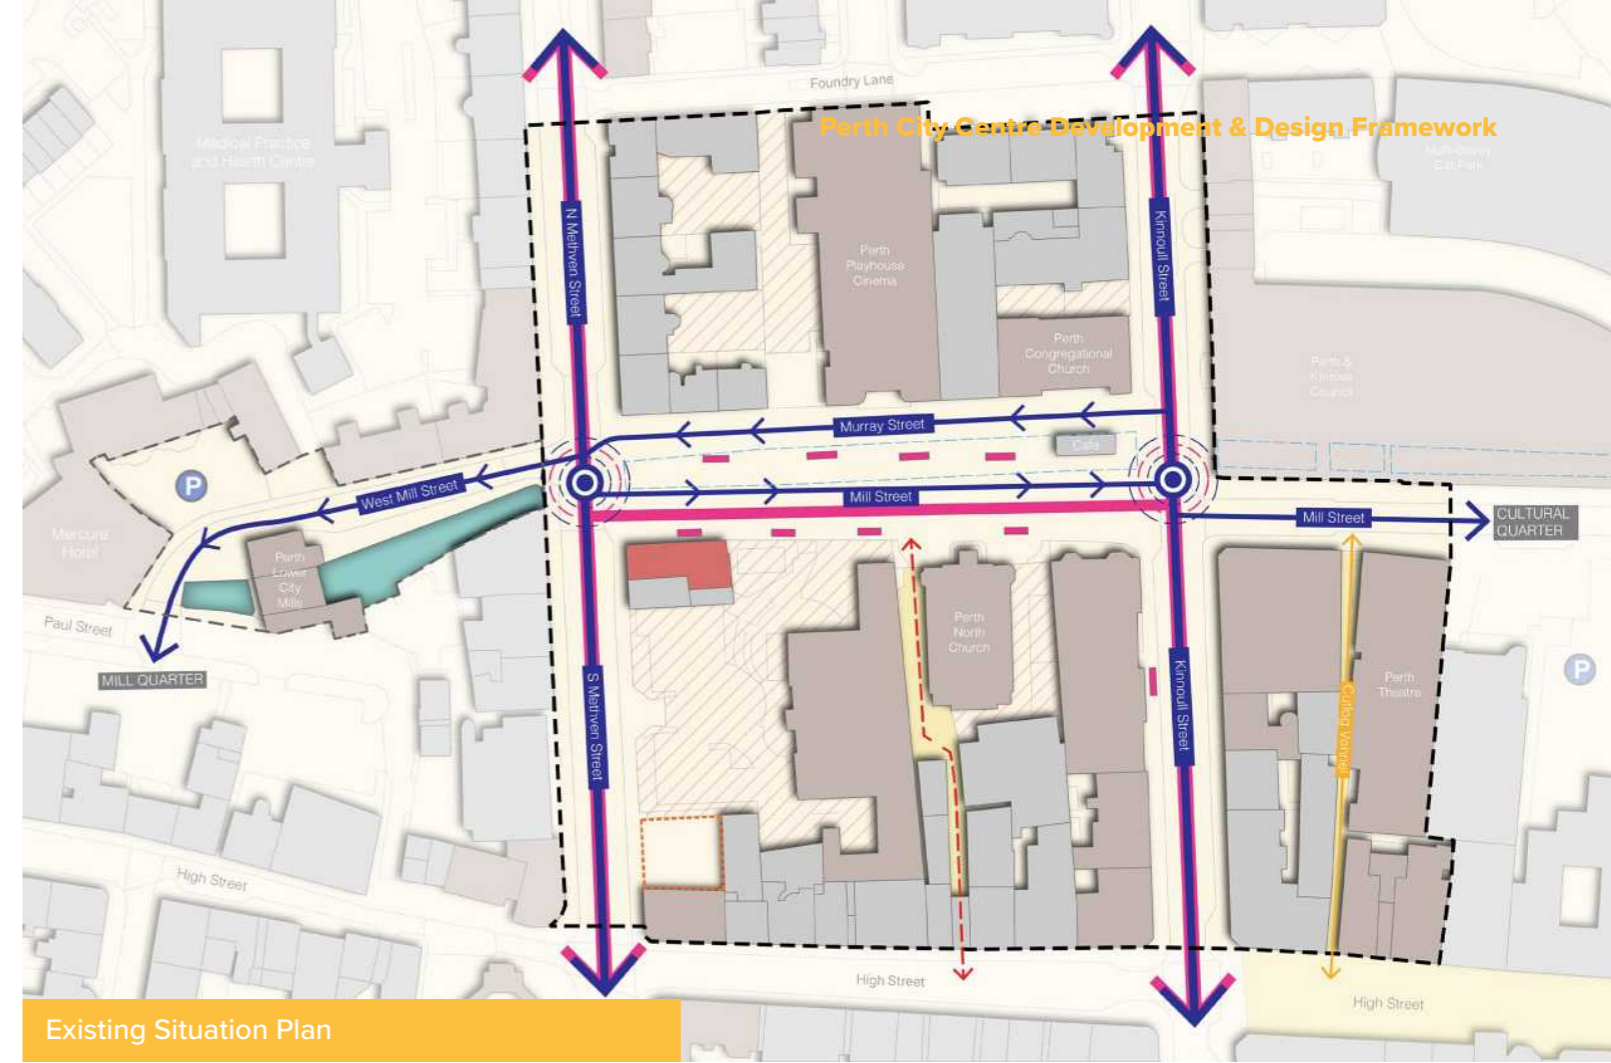 Foundry Lane
Perth City Centre Development & Design Framework
Medical Practice
and Health Centre
Multi-Storey
Car Park
N Methven Street
Kinnoull Street
Perth
Playhouse
Cinema
Perth
Congregational
Church
Perth &
Kinross
Council
Murray Street
Cafe
P
West Mill Street
Mill Street
Mill Street
CULTURAL
QUARTER
Mercure
Hotel
Perth
Lower
City
Mills
Paul Street
MILL QUARTER
Perth
North
Church
S Methven Street
Kinnoull Street
Cutlog Vennel
Perth
Theatre
P
High Street
High Street
High Street
Existing Situation Plan